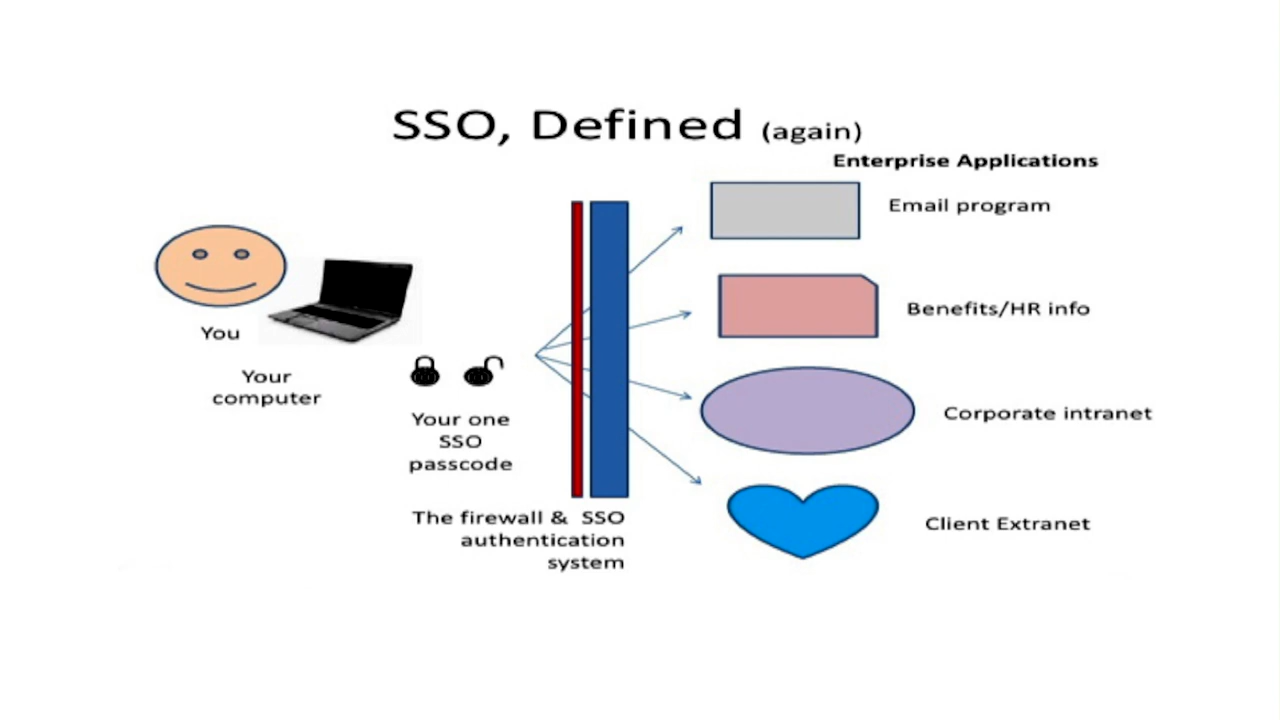 SSO, Defined (again)
Enterprise Applications
Email program
You
Benefits/HR info
Your
computer
Your one
SSO
passcode
Corporate intranet
The firewall & SSO
authentication
system
Client Extranet